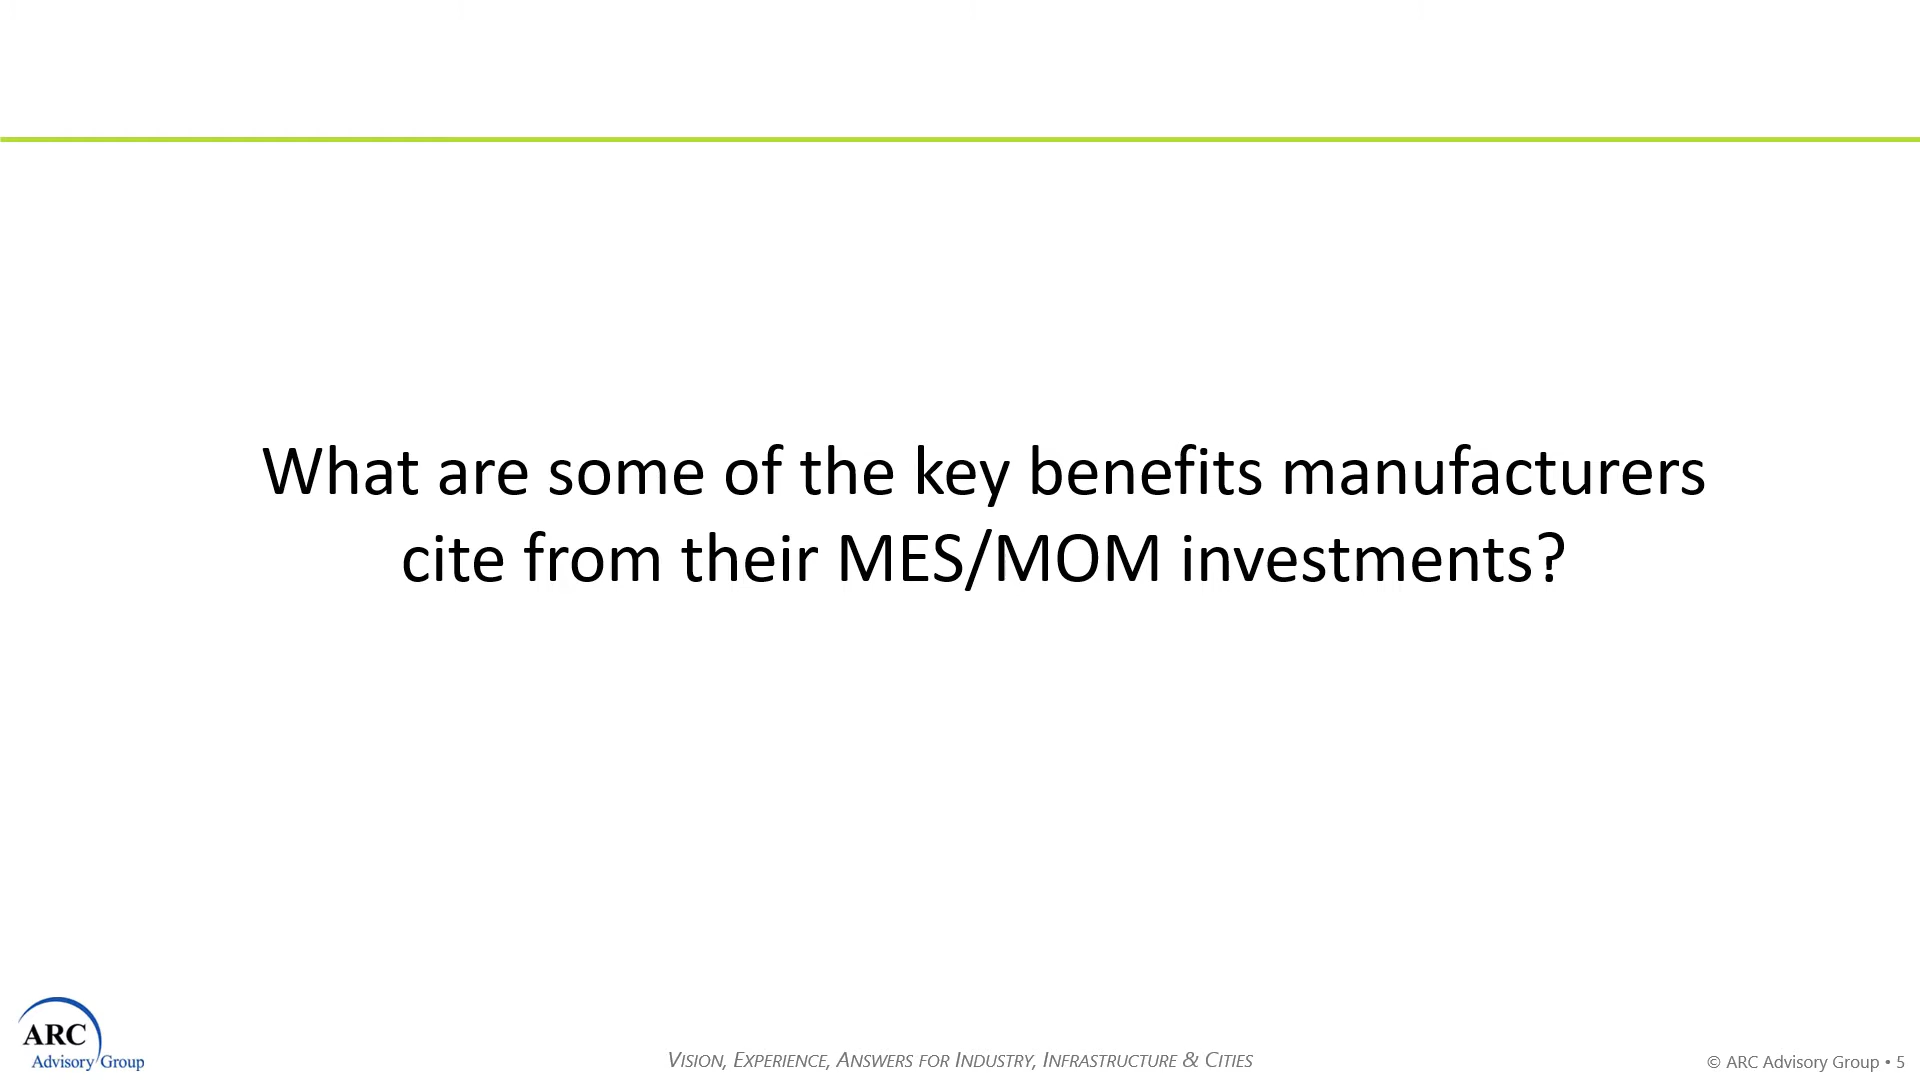 What are some of the key benefits manufacturers
cite from their MES/MOM investments?
ARC
Advisory Group
VISION, EXPERIENCE, ANSWERS FOR INDUSTRY, INFRASTRUCTURE & CITIES
© ARC Advisory Group • 5